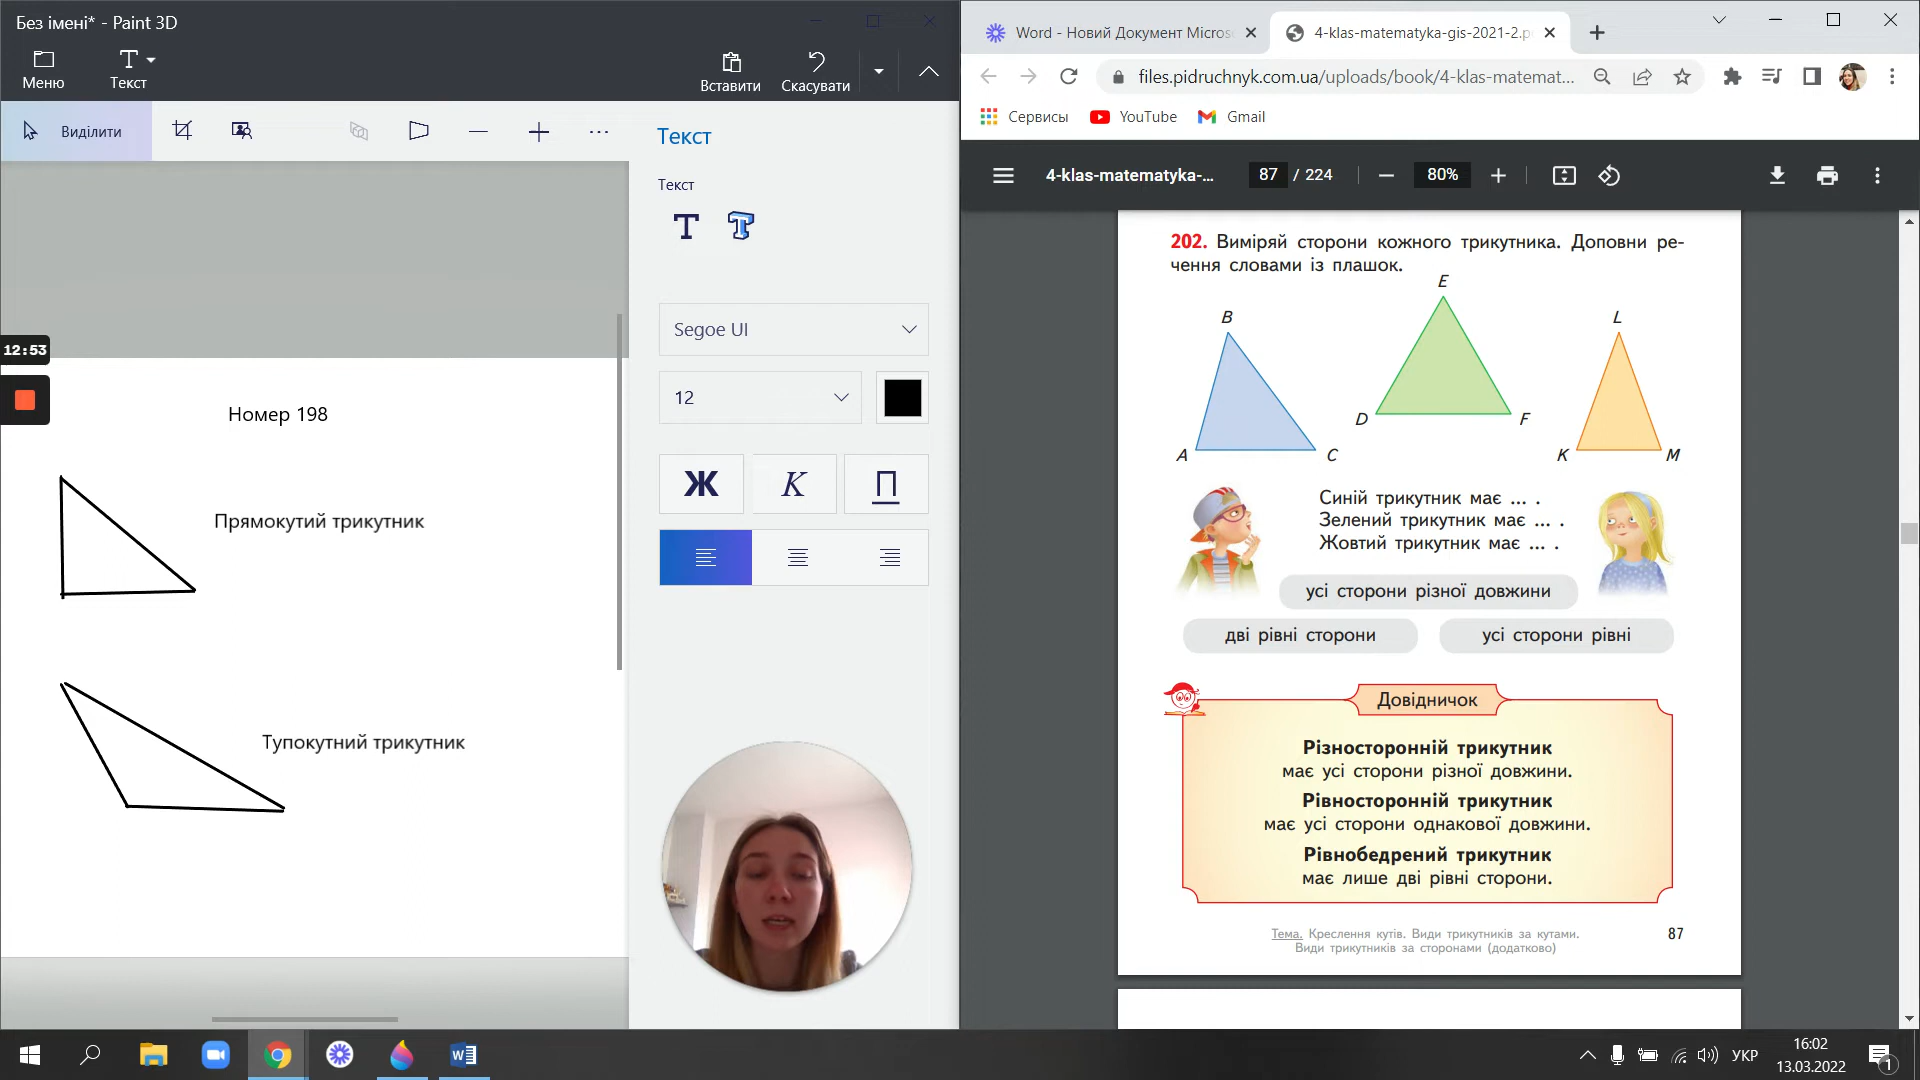 Без імені* - Paint 3D
Меню
Текст
Вставити
Скасувати
Виділити
Текст
Текст
Segoe UI
12
Ж
К
П
12:53
Номер 198
Прямокутий трикутник
Тупокутний трикутник
Word - Новий Документ Micros
4-klas-matematyka-gis-2021-2.p
files.pidruchnyk.com.ua/uploads/book/4-klas-matemat...
Сервисы
YouTube
Gmail
4-klas-matematyka-...
87 / 224
80%
202. Виміряй сторони кожного трикутника. Доповни ре-
чення словами із плашок.
B
A
C
E
D
F
L
K
M
Синій трикутник має ... .
Зелений трикутник має ... .
Жовтий трикутник має ... .
усі сторони різної довжини
дві рівні сторони
усі сторони рівні
Довідничок
Різносторонній трикутник
має усі сторони різної довжини.
Рівносторонній трикутник
має усі сторони однакової довжини.
Рівнобедрений трикутник
має лише дві рівні сторони.
Тема. Креслення кутів. Види трикутників за кутами.
Види трикутників за сторонами (додатково)
87
УКР
16:02
13.03.2022
1